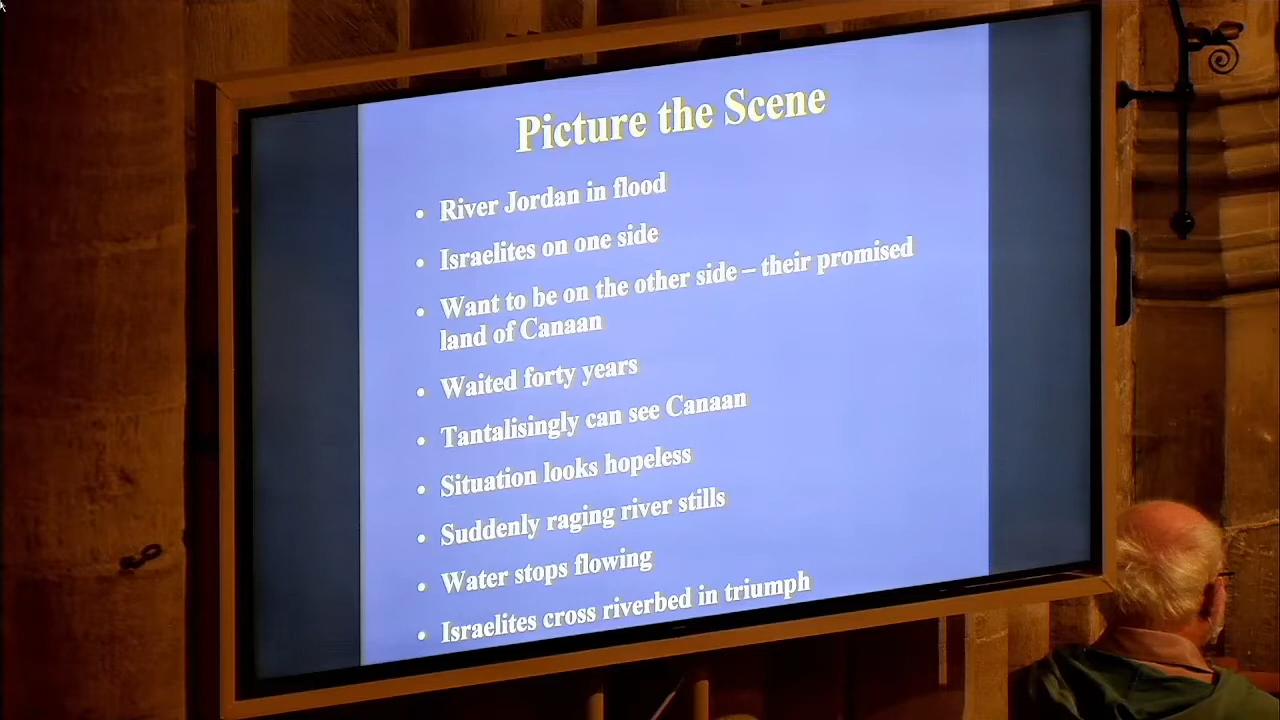 Picture the Scene
• River Jordan in flood
• Israelites on one side
• Want to be on the other side – their promised
land of Canaan
• Waited forty years
• Tantalisingly can see Canaan
• Situation looks hopeless
• Suddenly raging river stills
• Water stops flowing
• Israelites cross riverbed in triumph